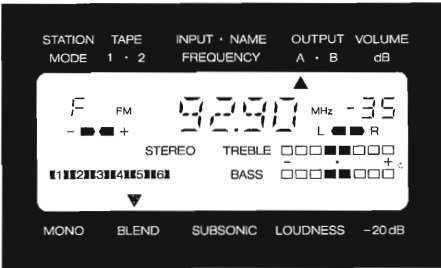 STATION TAPE INPUT · NAME OUTPUT VOLUME
MODE 1 · 2 FREQUENCY A · B dB
F FM 92.90 MHz -35
- + L R
STEREO TREBLE
- · +
[1][2][3][4][5][6] BASS
MONO BLEND SUBSONIC LOUDNESS -20dB